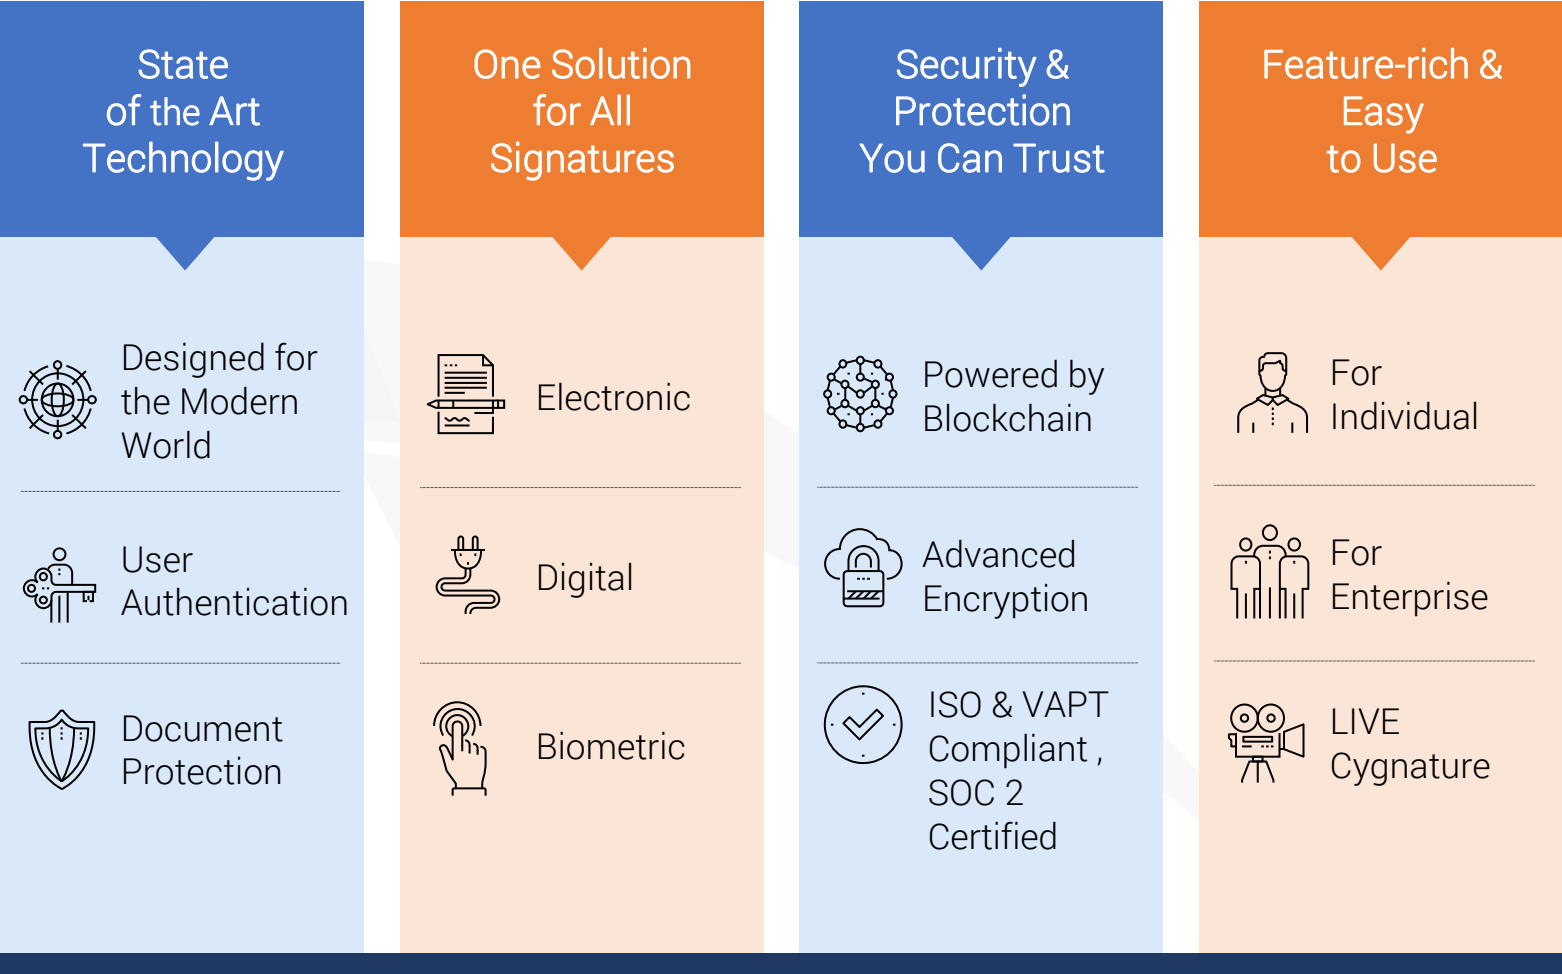 State
of the Art
Technology
Designed for
the Modern
World
User
Authentication
Document
Protection
One Solution
for All
Signatures
Electronic
Digital
Biometric
Security &
Protection
You Can Trust
Powered by
Blockchain
Advanced
Encryption
ISO & VAPT
Compliant ,
SOC 2
Certified
Feature-rich &
Easy
to Use
For
Individual
For
Enterprise
LIVE
Cygnature